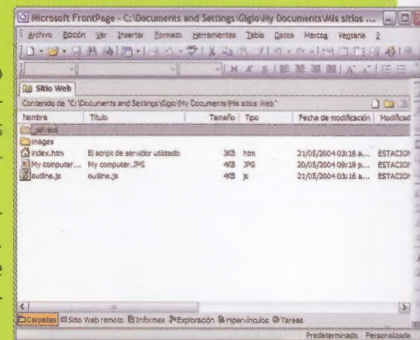 Microsoft FrontPage - C:\Documents and Settings\Gigio\My Documents\Mis sitios ...
Archivo Edición Ver Insertar Formato Herramientas Tabla Datos Marcos Ventana ?
Sitio Web
Contenido de "C:\Documents and Settings\Gigio\My Documents\Mis sitios Web"
Nombre Título Tamaño Tipo Fecha de modificación Modificad
images
index.htm El script de servidor utilizado 3KB htm 21/05/2004 03:16 a... ESTACION
My computer... My computer.JPG 4KB JPG 20/05/2004 09:19 p... ESTACION
outline.js outline.js 4KB js 21/05/2004 03:16 a... ESTACION
Carpetas Sitio Web remoto Informes Exploración Hipervínculos Tareas
Predeterminado Personalizada